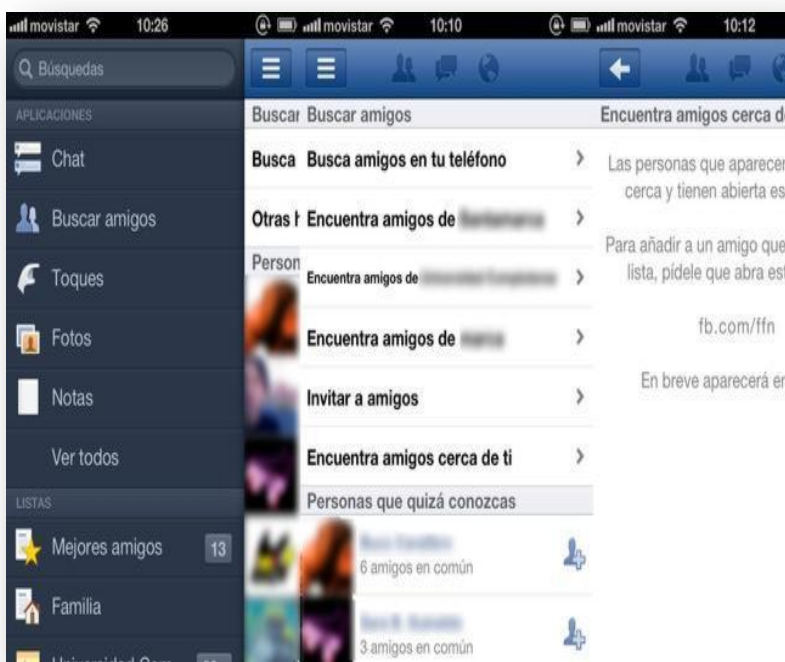 movistar 10:26
Búsquedas
APLICACIONES
Chat
Buscar amigos
Toques
Fotos
Notas
Ver todos
LISTAS
Mejores amigos 13
Familia
movistar 10:10
Buscar
Busca
Otras h
Person
Buscar amigos
Busca amigos en tu teléfono
Encuentra amigos de
Encuentra amigos de
Encuentra amigos de
Invitar a amigos
Encuentra amigos cerca de ti
Personas que quizá conozcas
6 amigos en común
3 amigos en común
movistar 10:12
Encuentra amigos cerca d
Las personas que aparecer
cerca y tienen abierta es
Para añadir a un amigo que
lista, pídele que abra est
fb.com/ffn
En breve aparecerá en